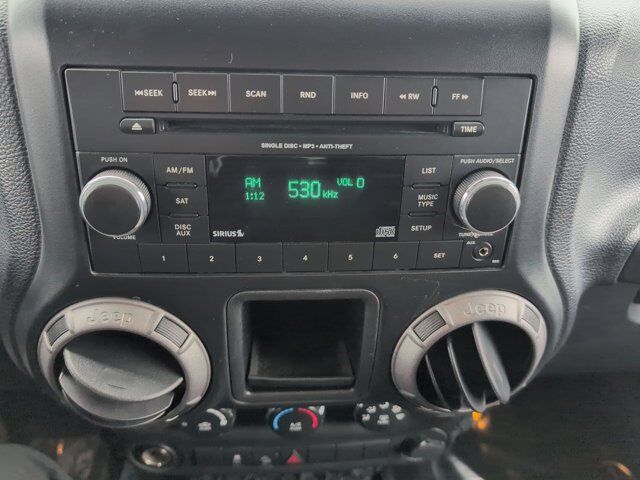 SEEK SEEK SCAN RND INFO RW FF
TIME
SINGLE DISC • MP3 • ANTI-THEFT
PUSH ON AM/FM LIST PUSH AUDIO/SELECT
AM 530 kHz VOL 0
1:12
SAT MUSIC TYPE
DISC AUX SIRIUS SETUP
VOLUME TUNE
AUX
1 2 3 4 5 6 SET
Jeep Jeep
A/C